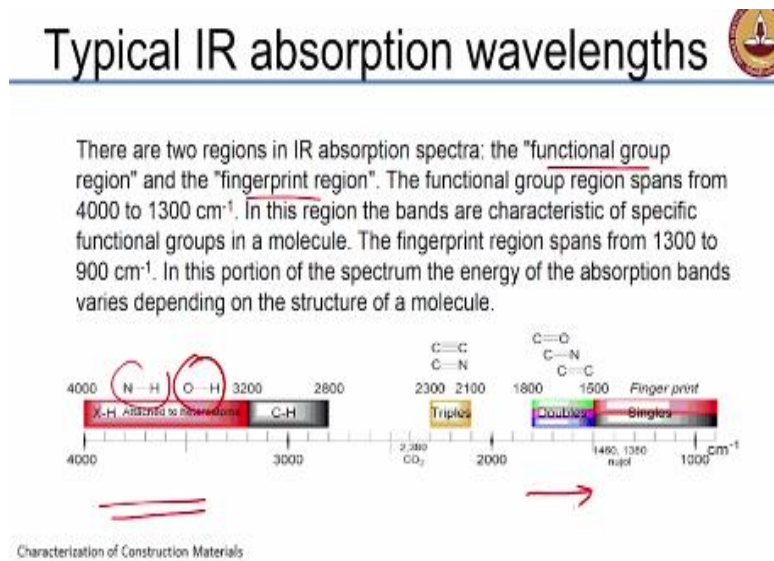 Typical IR absorption wavelengths
There are two regions in IR absorption spectra: the "functional group
region" and the "fingerprint region". The functional group region spans from
4000 to 1300 cm⁻¹. In this region the bands are characteristic of specific
functional groups in a molecule. The fingerprint region spans from 1300 to
900 cm⁻¹. In this portion of the spectrum the energy of the absorption bands
varies depending on the structure of a molecule.
C=O
C≡C C=N
C≡N C=C
4000 N—H O—H 3200 2800 2300 2100 1800 1500 Finger print
X-H Attached to heteroatoms C-H Triples Doubles Singles
4000 3000 2,380 2000 1460, 1380 1000 cm⁻¹
CO₂ nujol
Characterization of Construction Materials